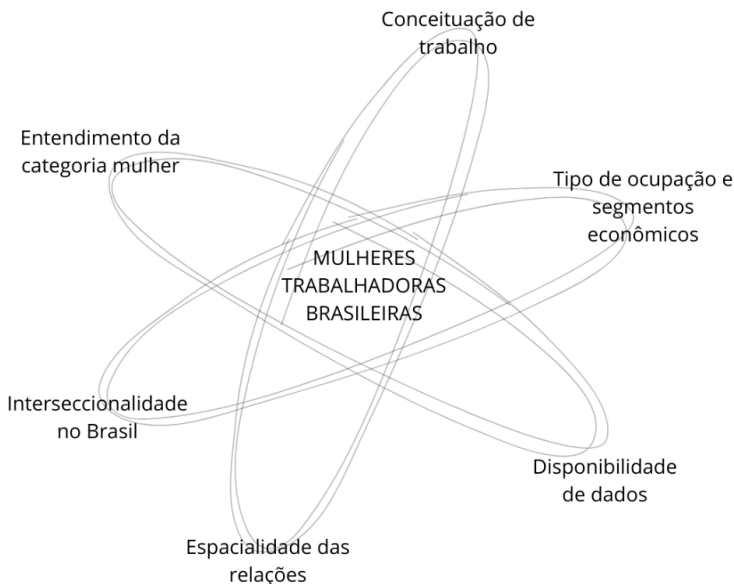 Conceituação de
trabalho
Entendimento da
categoria mulher
Tipo de ocupação e
segmentos
econômicos
MULHERES
TRABALHADORAS
BRASILEIRAS
Interseccionalidade
no Brasil
Disponibilidade
de dados
Espacialidade das
relações